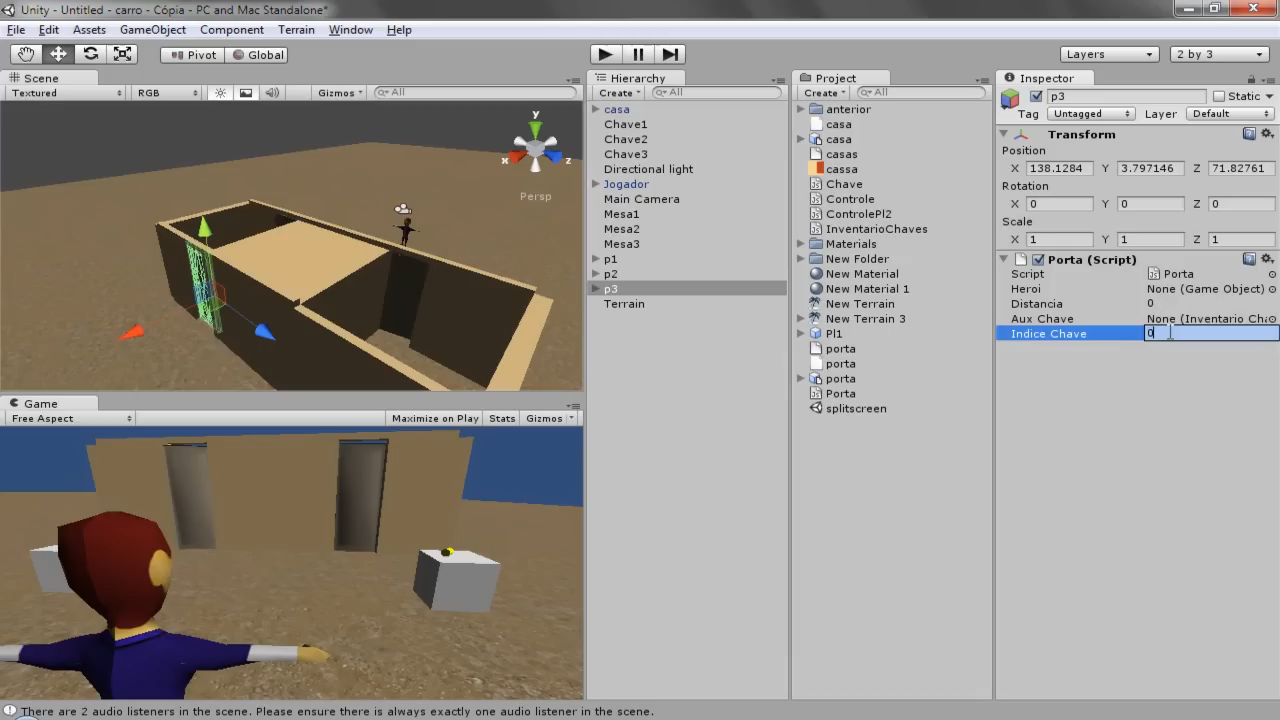 Unity - Untitled - carro - Cópia - PC and Mac Standalone*
File Edit Assets GameObject Component Terrain Window Help
Pivot Global Layers 2 by 3
Scene
Textured RGB Gizmos All
y
x z
Persp
Game
Free Aspect Maximize on Play Stats Gizmos
Hierarchy
Create All
casa
Chave1
Chave2
Chave3
Directional light
Jogador
Main Camera
Mesa1
Mesa2
Mesa3
p1
p2
p3
Terrain
Project
Create All
anterior
casa
casa
casas
cassa
Chave
Controle
ControlePl2
InventarioChaves
Materials
New Folder
New Material
New Material 1
New Terrain
New Terrain 3
Pl1
porta
porta
porta
Porta
splitscreen
Inspector
p3 Static
Tag Untagged Layer Default
Transform
Position
X 138.1284 Y 3.797146 Z 71.82761
Rotation
X 0 Y 0 Z 0
Scale
X 1 Y 1 Z 1
Porta (Script)
Script Porta
Heroi None (Game Object)
Distancia 0
Aux Chave None (Inventario Cha
Indice Chave 0
There are 2 audio listeners in the scene. Please ensure there is always exactly one audio listener in the scene.